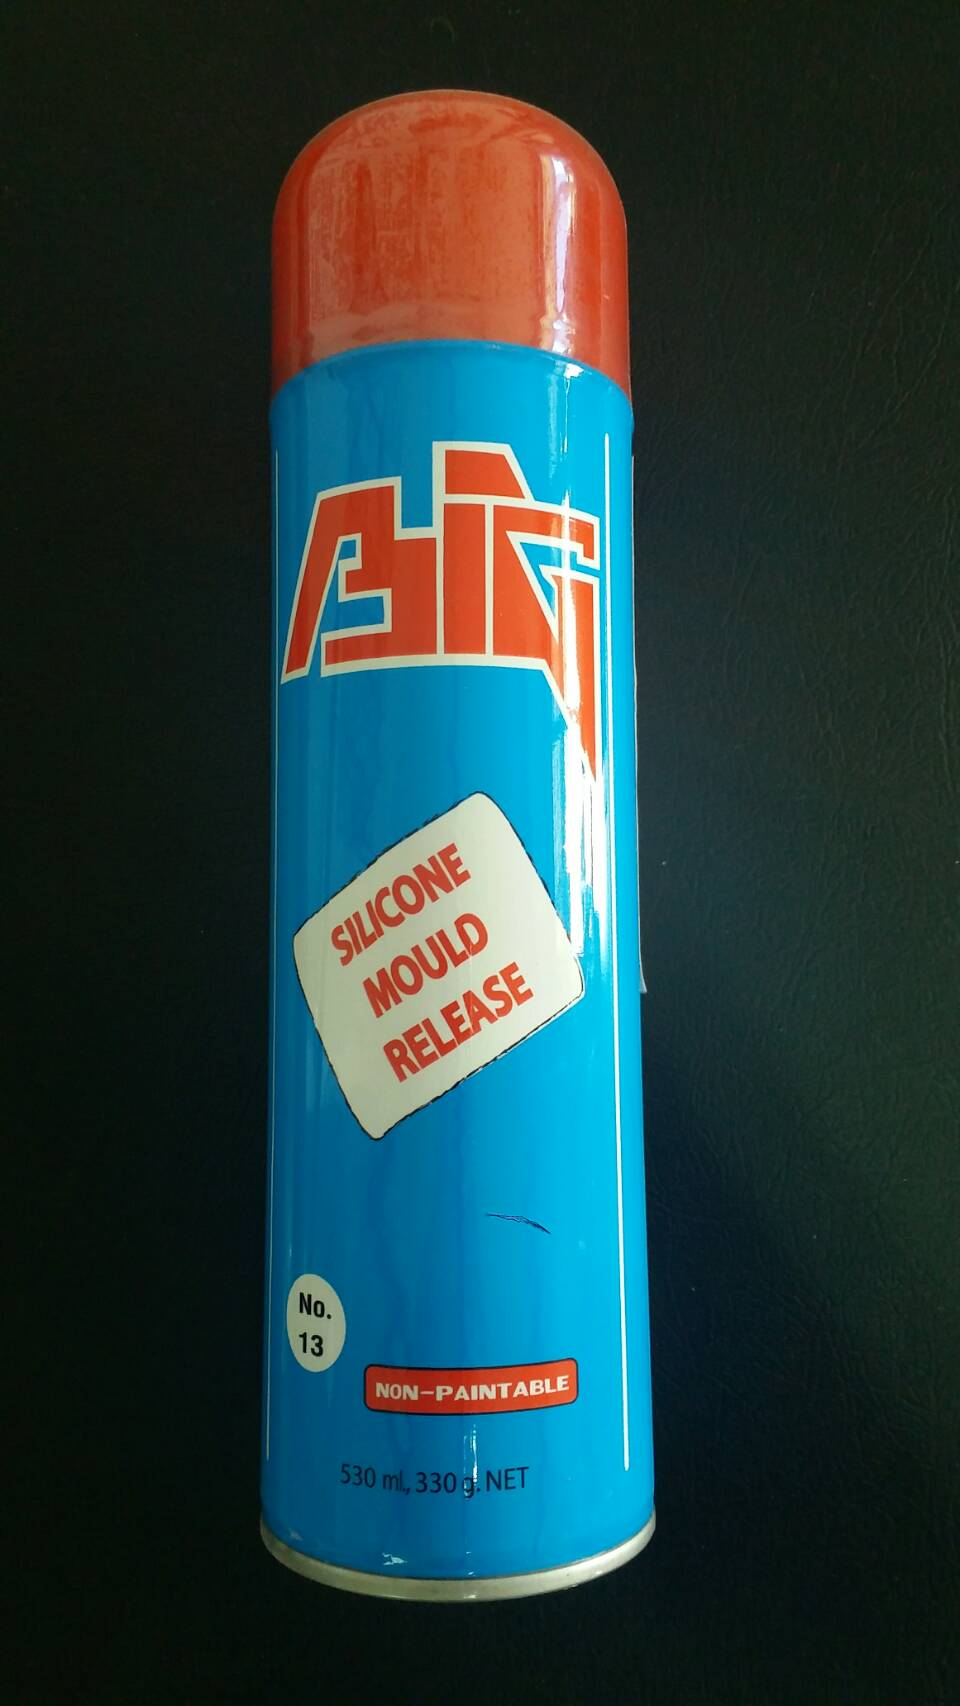 BIG
SILICONE
MOULD
RELEASE
No.
13
NON-PAINTABLE
530 ml., 330 g. NET